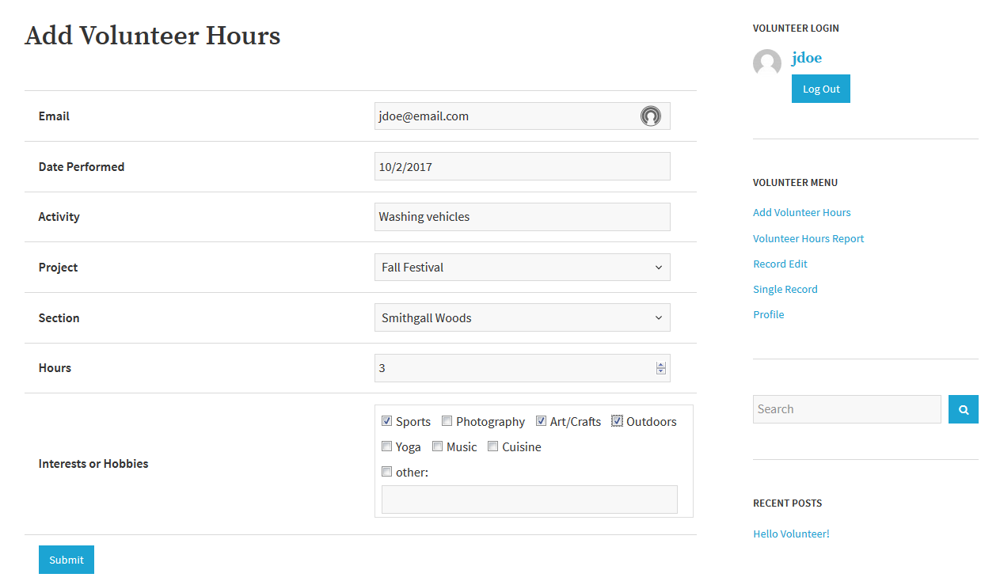 Add Volunteer Hours
Email
jdoe@email.com
Date Performed
10/2/2017
Activity
Washing vehicles
Project
Fall Festival
Section
Smithgall Woods
Hours
3
Interests or Hobbies
Sports Photography Art/Crafts Outdoors
Yoga Music Cuisine
other:
Submit
VOLUNTEER LOGIN
jdoe
Log Out
VOLUNTEER MENU
Add Volunteer Hours
Volunteer Hours Report
Record Edit
Single Record
Profile
Search
RECENT POSTS
Hello Volunteer!